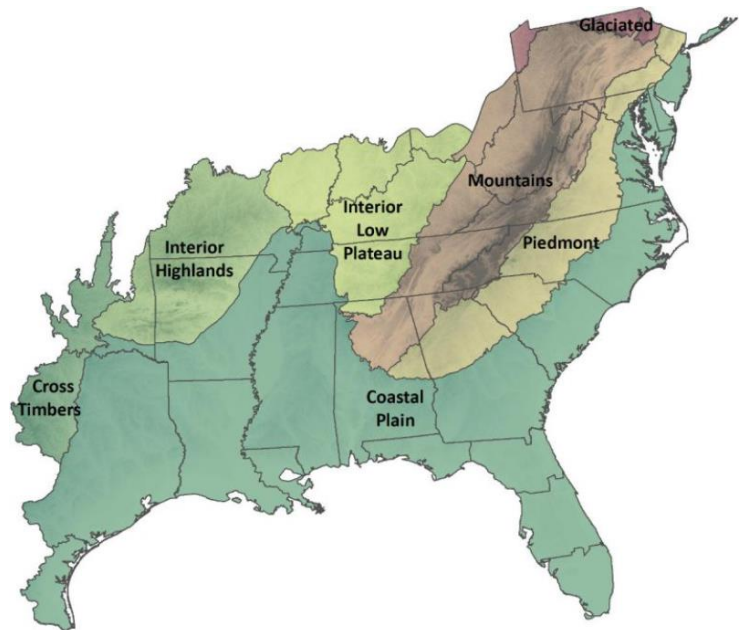 Glaciated
Mountains
Interior
Low
Plateau
Piedmont
Interior
Highlands
Cross
Timbers
Coastal
Plain